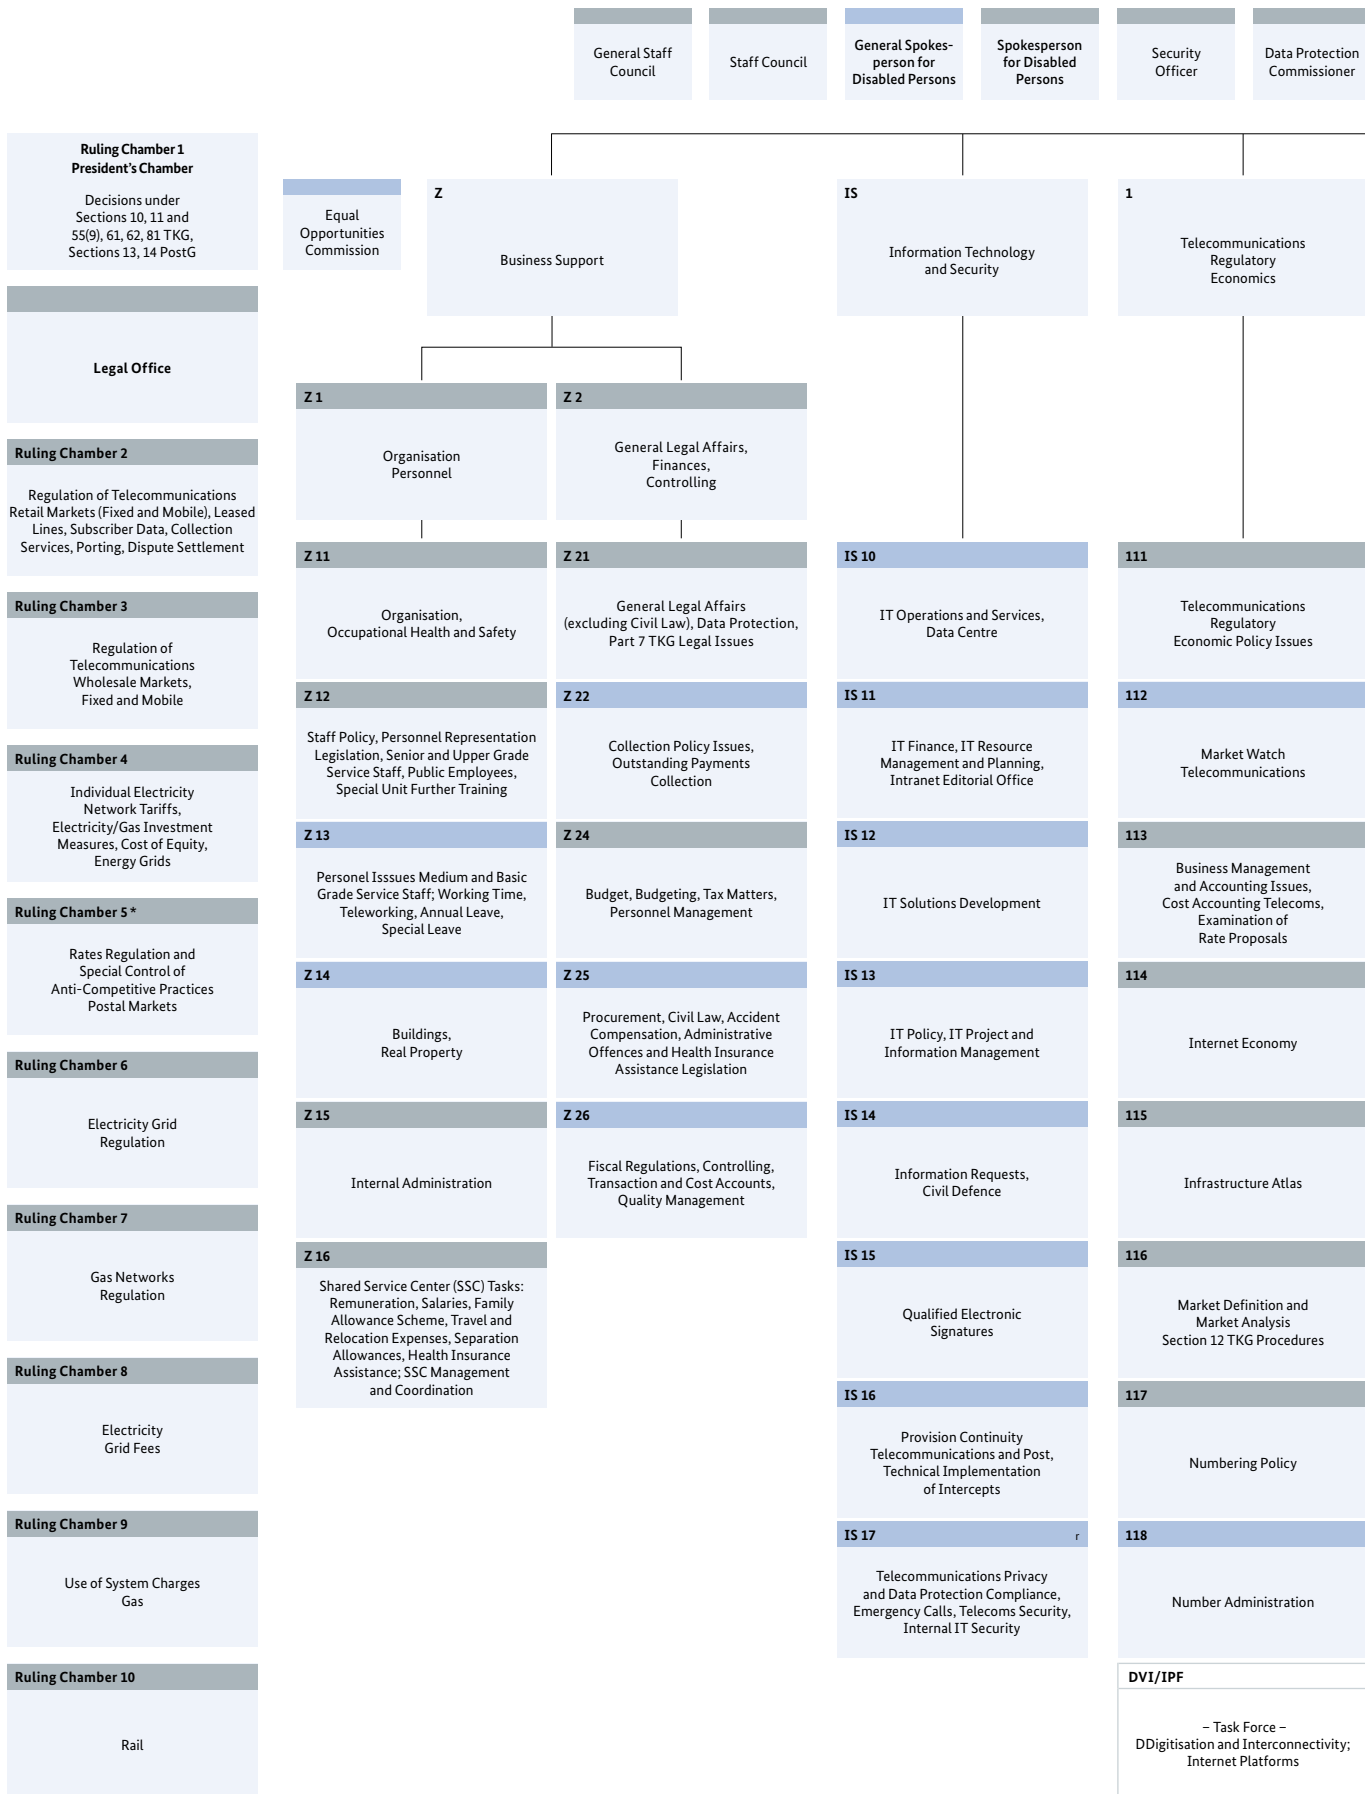 General Staff
Council
Staff Council
General Spokes-
person for
Disabled Persons
Spokesperson
for Disabled
Persons
Security
Officer
Data Protection
Commissioner
Ruling Chamber 1
President's Chamber
Decisions under
Sections 10, 11 and
55(9), 61, 62, 81 TKG,
Sections 13, 14 PostG
Legal Office
Ruling Chamber 2
Regulation of Telecommunications
Retail Markets (Fixed and Mobile), Leased
Lines, Subscriber Data, Collection
Services, Porting, Dispute Settlement
Ruling Chamber 3
Regulation of
Telecommunications
Wholesale Markets,
Fixed and Mobile
Ruling Chamber 4
Individual Electricity
Network Tariffs,
Electricity/Gas Investment
Measures, Cost of Equity,
Energy Grids
Ruling Chamber 5 *
Rates Regulation and
Special Control of
Anti-Competitive Practices
Postal Markets
Ruling Chamber 6
Electricity Grid
Regulation
Ruling Chamber 7
Gas Networks
Regulation
Ruling Chamber 8
Electricity
Grid Fees
Ruling Chamber 9
Use of System Charges
Gas
Ruling Chamber 10
Rail
Equal
Opportunities
Commission
Z
Business Support
Z 1
Organisation
Personnel
Z 11
Organisation,
Occupational Health and Safety
Z 12
Staff Policy, Personnel Representation
Legislation, Senior and Upper Grade
Service Staff, Public Employees,
Special Unit Further Training
Z 13
Personel Isssues Medium and Basic
Grade Service Staff; Working Time,
Teleworking, Annual Leave,
Special Leave
Z 14
Buildings,
Real Property
Z 15
Internal Administration
Z 16
Shared Service Center (SSC) Tasks:
Remuneration, Salaries, Family
Allowance Scheme, Travel and
Relocation Expenses, Separation
Allowances, Health Insurance
Assistance; SSC Management
and Coordination
Z 2
General Legal Affairs,
Finances,
Controlling
Z 21
General Legal Affairs
(excluding Civil Law), Data Protection,
Part 7 TKG Legal Issues
Z 22
Collection Policy Issues,
Outstanding Payments
Collection
Z 24
Budget, Budgeting, Tax Matters,
Personnel Management
Z 25
Procurement, Civil Law, Accident
Compensation, Administrative
Offences and Health Insurance
Assistance Legislation
Z 26
Fiscal Regulations, Controlling,
Transaction and Cost Accounts,
Quality Management
IS
Information Technology
and Security
IS 10
IT Operations and Services,
Data Centre
IS 11
IT Finance, IT Resource
Management and Planning,
Intranet Editorial Office
IS 12
IT Solutions Development
IS 13
IT Policy, IT Project and
Information Management
IS 14
Information Requests,
Civil Defence
IS 15
Qualified Electronic
Signatures
IS 16
Provision Continuity
Telecommunications and Post,
Technical Implementation
of Intercepts
IS 17 r
Telecommunications Privacy
and Data Protection Compliance,
Emergency Calls, Telecoms Security,
Internal IT Security
1
Telecommunications
Regulatory
Economics
111
Telecommunications
Regulatory
Economic Policy Issues
112
Market Watch
Telecommunications
113
Business Management
and Accounting Issues,
Cost Accounting Telecoms,
Examination of
Rate Proposals
114
Internet Economy
115
Infrastructure Atlas
116
Market Definition and
Market Analysis
Section 12 TKG Procedures
117
Numbering Policy
118
Number Administration
DVI/IPF
– Task Force –
DDigitisation and Interconnectivity;
Internet Platforms